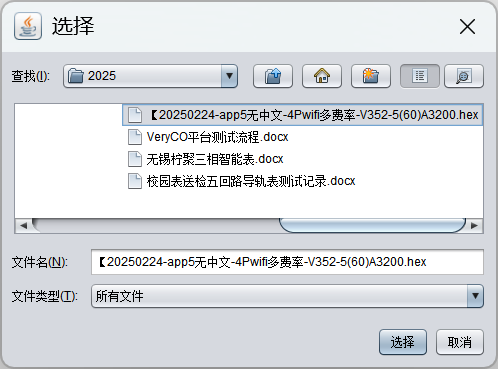 选择
查找(I):
2025
【20250224-app5无中文-4Pwifi多费率-V352-5(60)A3200.hex
VeryCO平台测试流程.docx
无锡柠聚三相智能表.docx
校园表送检五回路导轨表测试记录.docx
文件名(N):
【20250224-app5无中文-4Pwifi多费率-V352-5(60)A3200.hex
文件类型(T):
所有文件
选择
取消